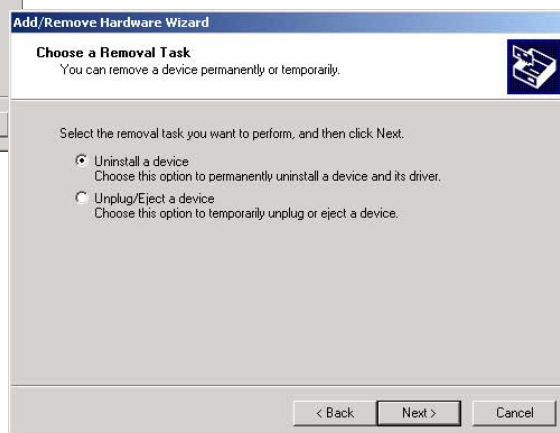 Add/Remove Hardware Wizard
Choose a Removal Task
You can remove a device permanently or temporarily.
Select the removal task you want to perform, and then click Next.
Uninstall a device
Choose this option to permanently uninstall a device and its driver.
Unplug/Eject a device
Choose this option to temporarily unplug or eject a device.
< Back Next > Cancel